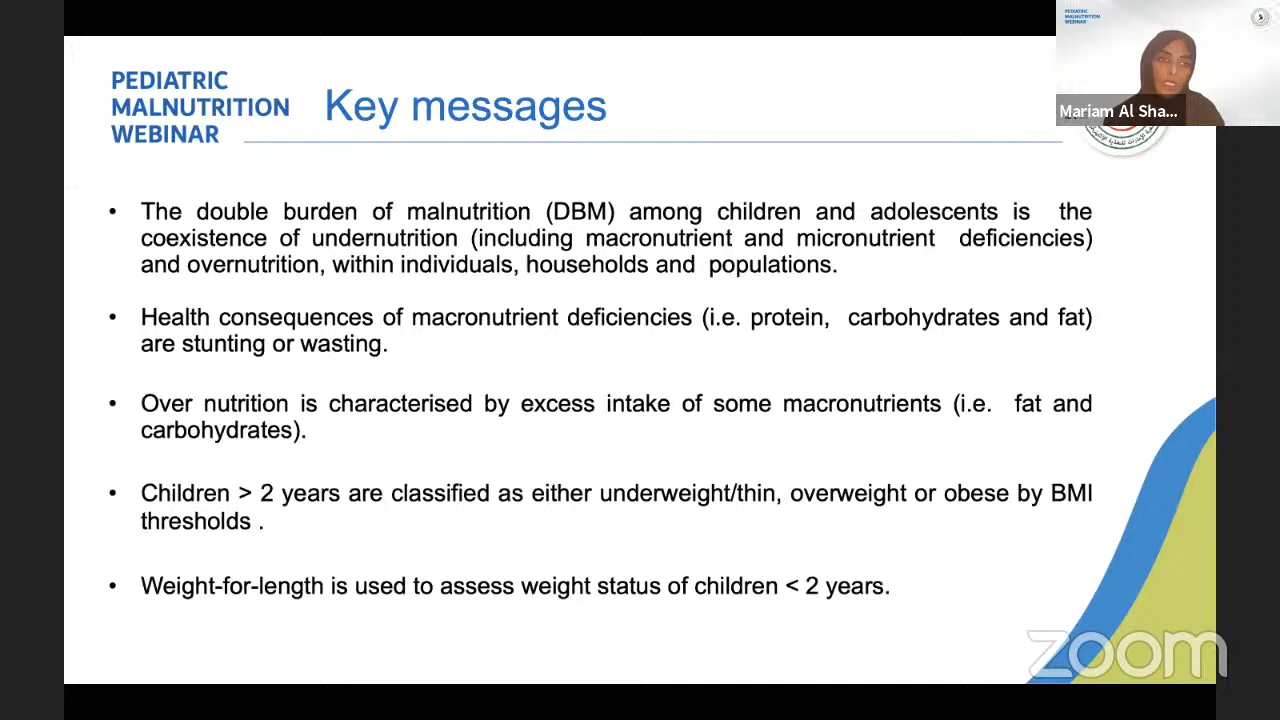 PEDIATRIC
MALNUTRITION
WEBINAR
Mariam Al Sha...
PEDIATRIC
MALNUTRITION
WEBINAR
Key messages
• The double burden of malnutrition (DBM) among children and adolescents is the
coexistence of undernutrition (including macronutrient and micronutrient deficiencies)
and overnutrition, within individuals, households and populations.
• Health consequences of macronutrient deficiencies (i.e. protein, carbohydrates and fat)
are stunting or wasting.
• Over nutrition is characterised by excess intake of some macronutrients (i.e. fat and
carbohydrates).
• Children > 2 years are classified as either underweight/thin, overweight or obese by BMI
thresholds .
• Weight-for-length is used to assess weight status of children < 2 years.
zoom